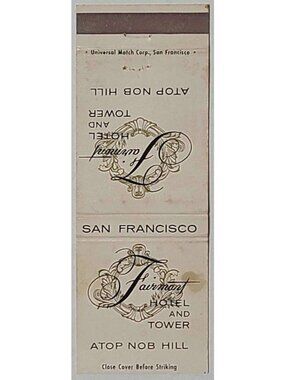 • Universal Match Corp., San Francisco •
ATOP NOB HILL
TOWER
AND
HOTEL
Fairmont
SAN FRANCISCO
Fairmont
HOTEL
AND
TOWER
ATOP NOB HILL
Close Cover Before Striking